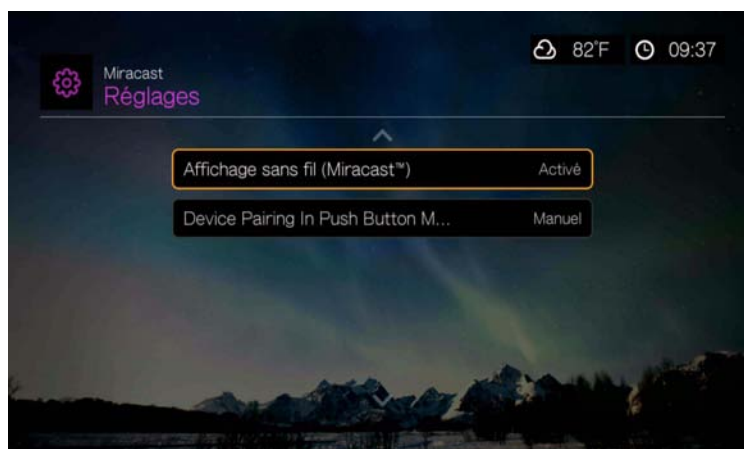 82°F 09:37
Miracast
Réglages
Affichage sans fil (Miracast™) Activé
Device Pairing In Push Button M... Manuel